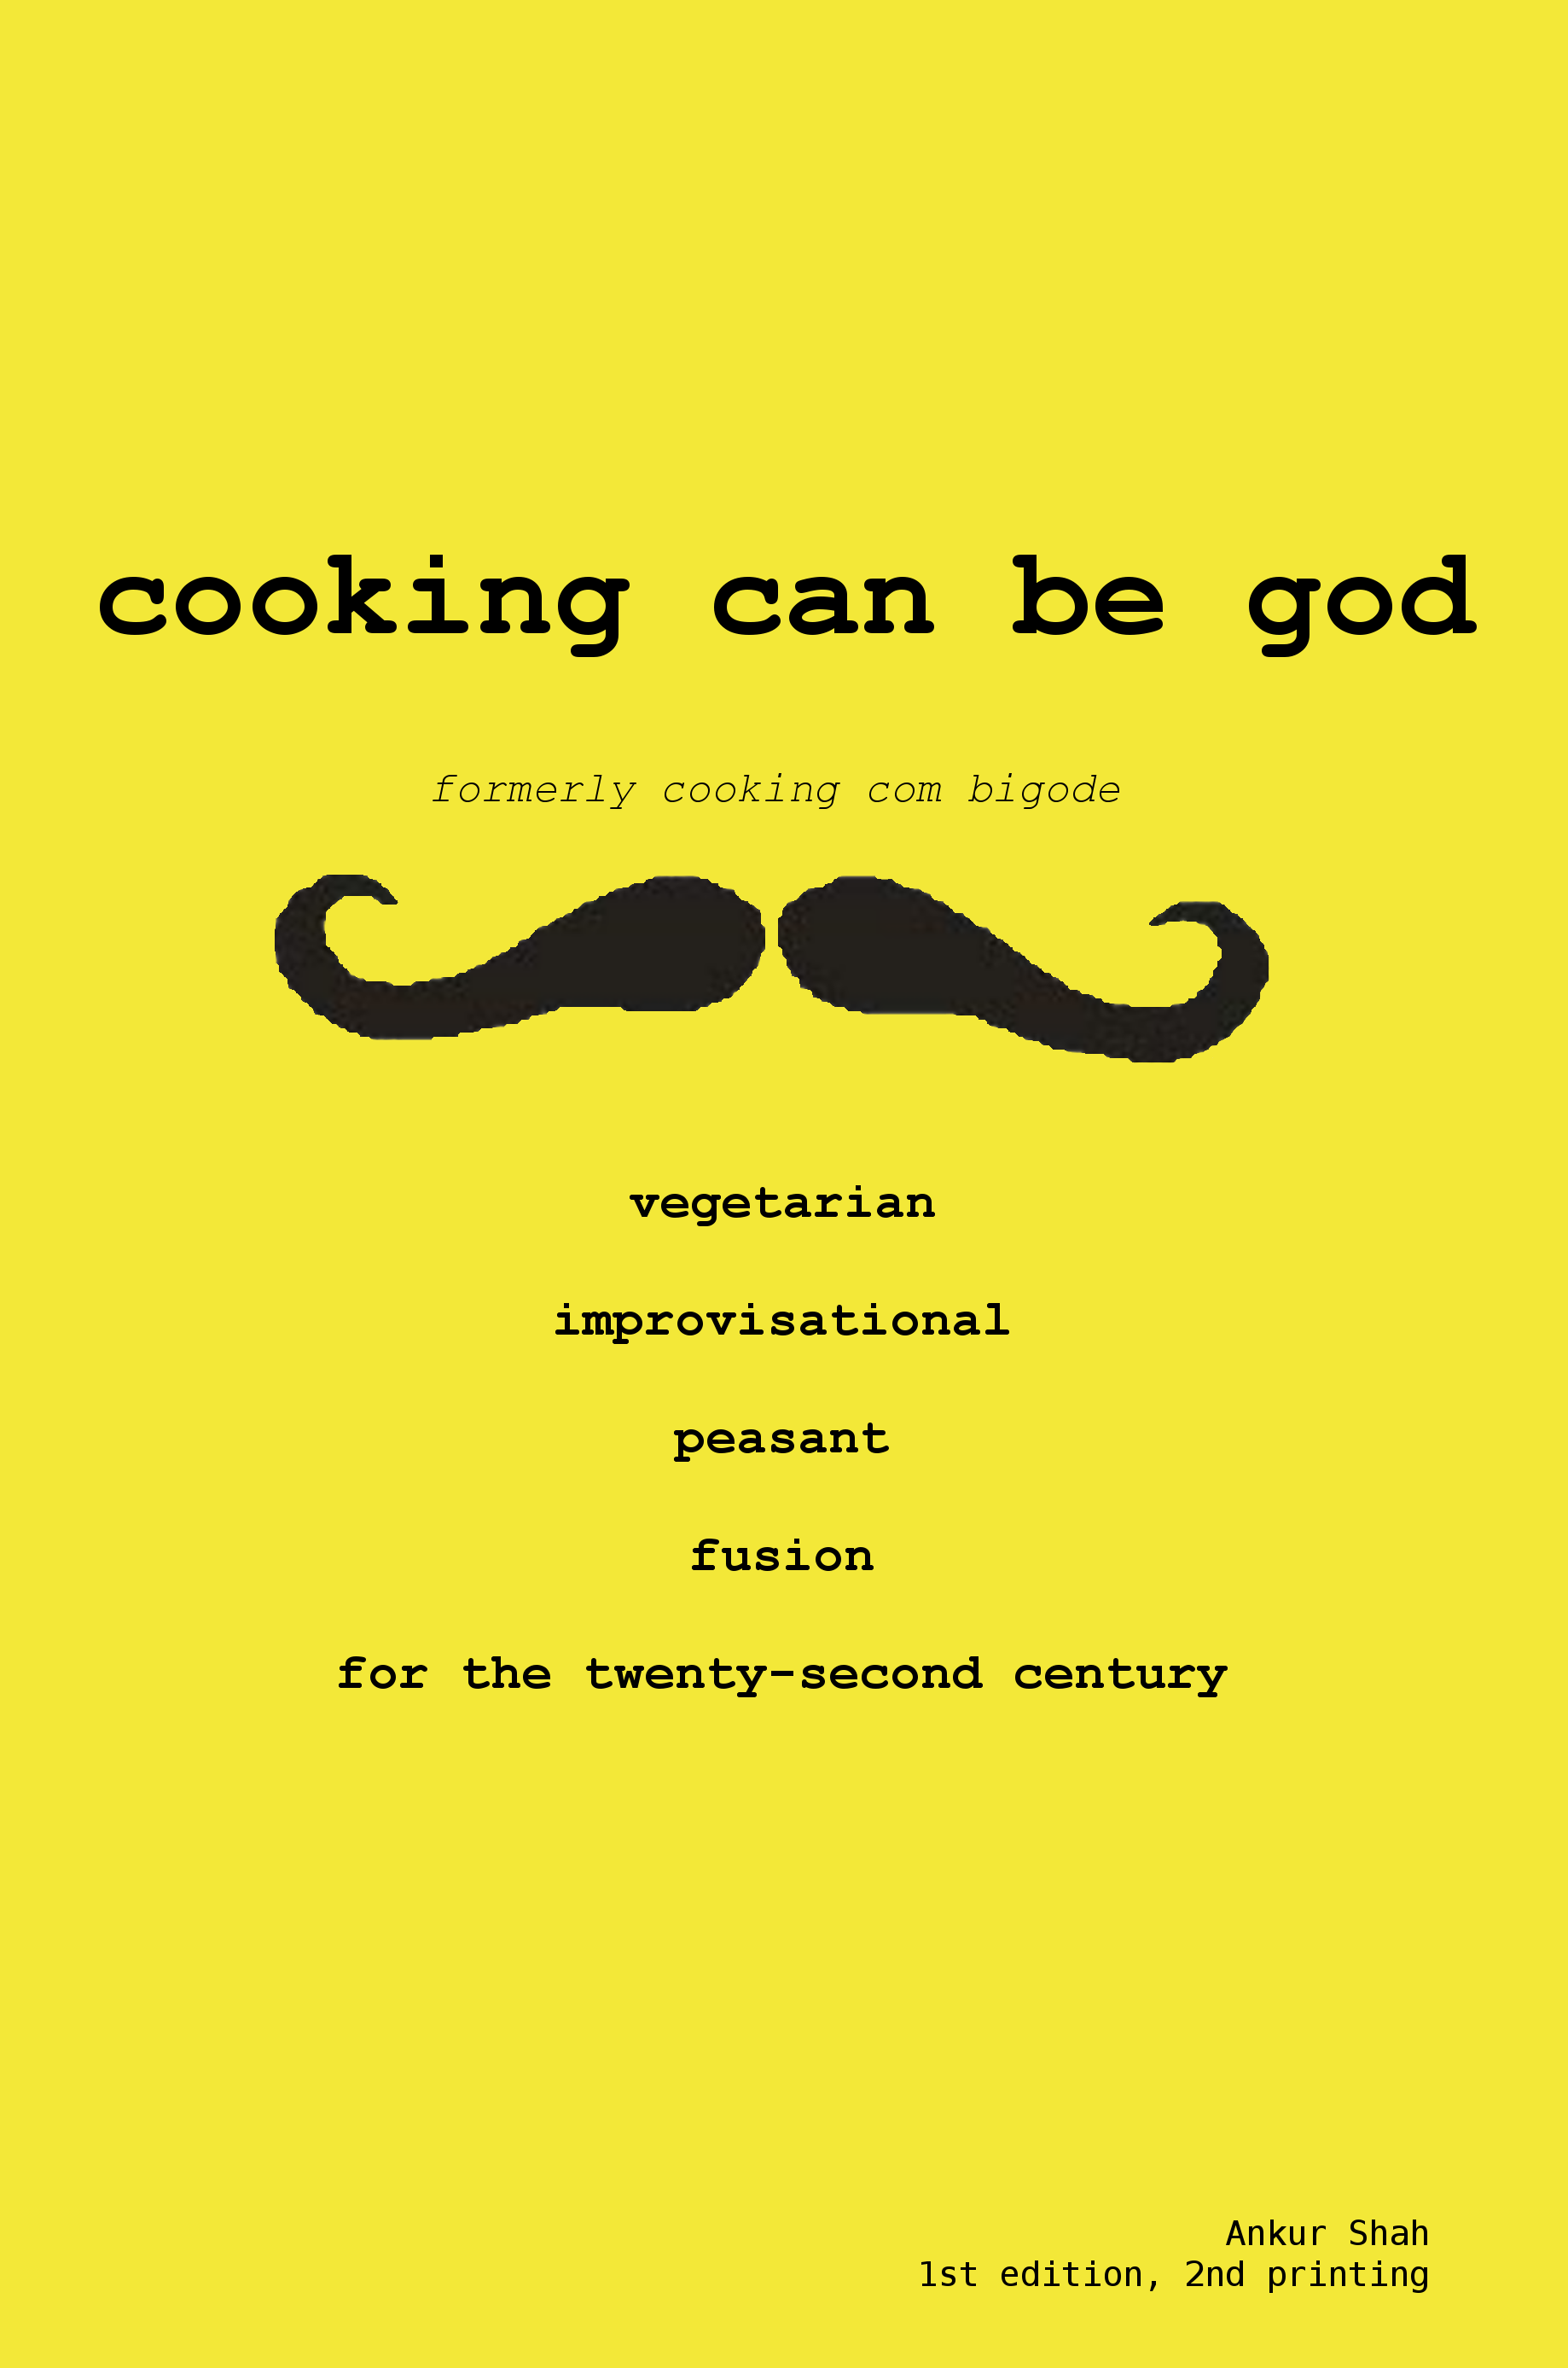 cooking can be god
formerly cooking com bigode
vegetarian
improvisational
peasant
fusion
for the twenty-second century
Ankur Shah
1st edition, 2nd printing